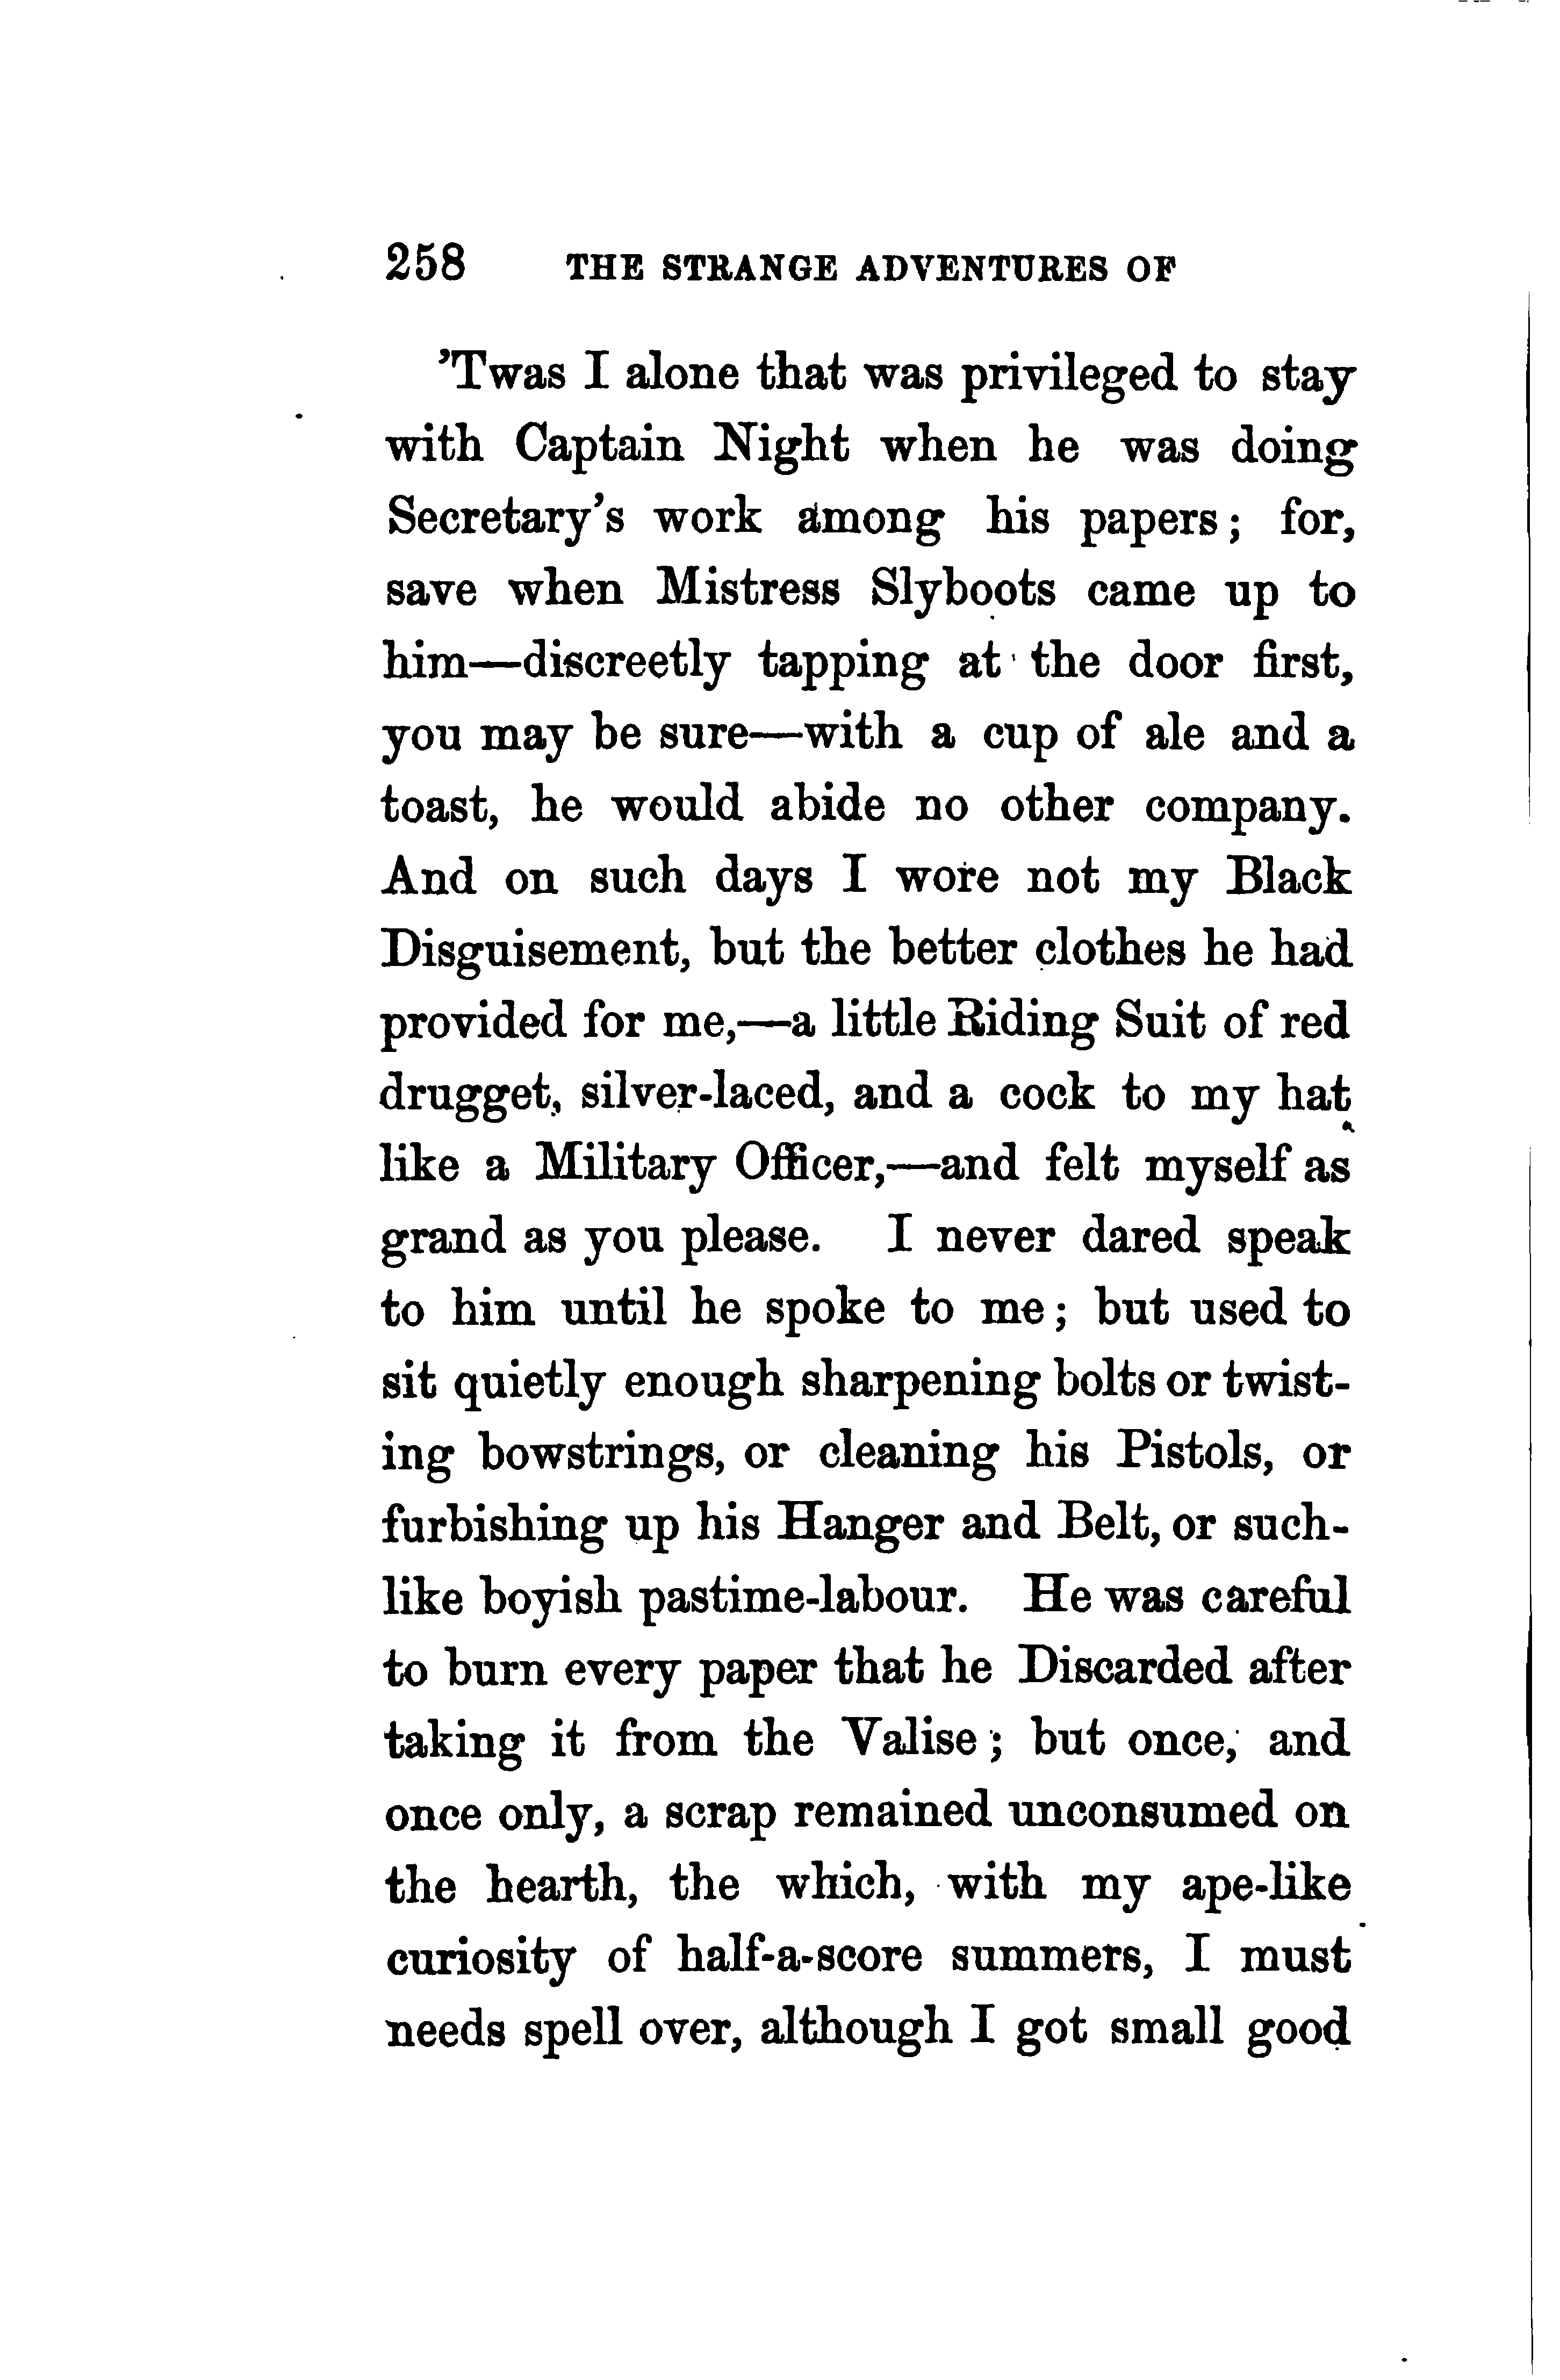 258 THE STRANGE ADVENTURES OF
’Twas I alone that was privileged to stay
with Captain Night when he was doing
Secretary’s work among his papers; for,
save when Mistress Slyboots came up to
him—discreetly tapping at the door first,
you may be sure—with a cup of ale and a
toast, he would abide no other company.
And on such days I wore not my Black
Disguisement, but the better clothes he had
provided for me,—a little Riding Suit of red
drugget, silver-laced, and a cock to my hat
like a Military Officer,—and felt myself as
grand as you please. I never dared speak
to him until he spoke to me; but used to
sit quietly enough sharpening bolts or twist-
ing bowstrings, or cleaning his Pistols, or
furbishing up his Hanger and Belt, or such-
like boyish pastime-labour. He was careful
to burn every paper that he Discarded after
taking it from the Valise; but once, and
once only, a scrap remained unconsumed on
the hearth, the which, with my ape-like
curiosity of half-a-score summers, I must
needs spell over, although I got small good